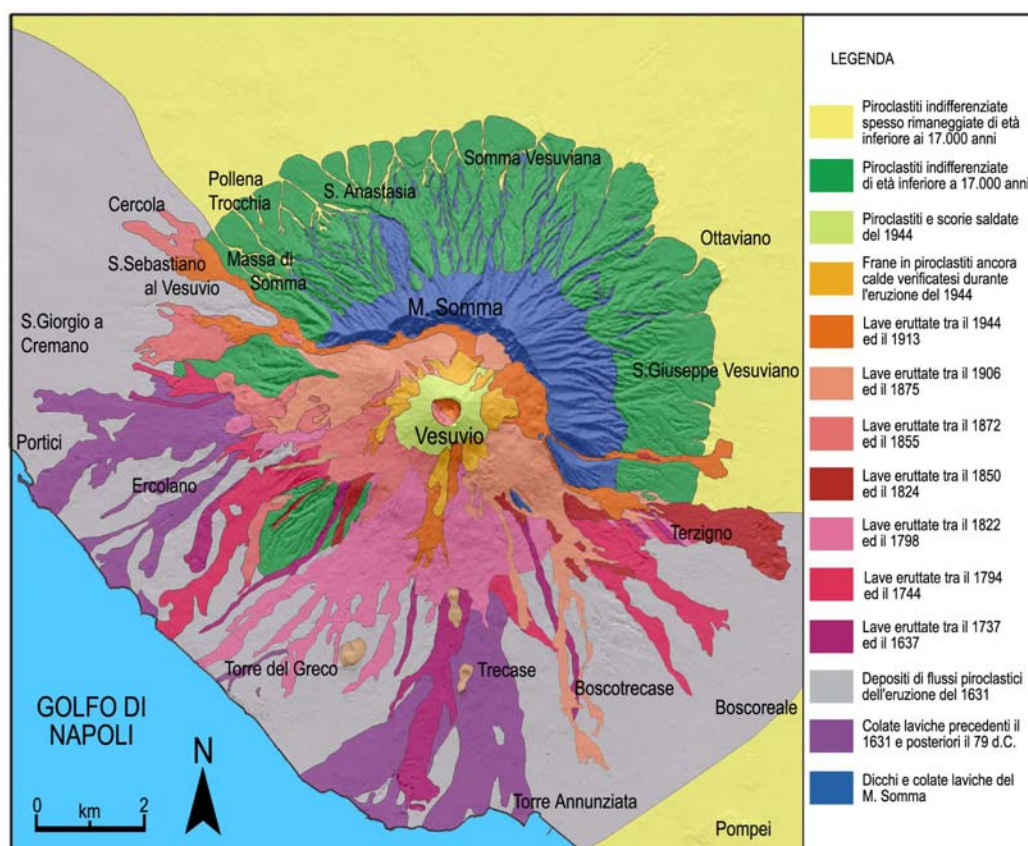 LEGENDA
Piroclastiti indifferenziate
spesso rimaneggiate di età
inferiore ai 17.000 anni
Piroclastiti indifferenziate
di età inferiore a 17.000 anni
Piroclastiti e scorie saldate
del 1944
Frane in piroclastiti ancora
calde verificatesi durante
l'eruzione del 1944
Lave eruttate tra il 1944
ed il 1913
Lave eruttate tra il 1906
ed il 1875
Lave eruttate tra il 1872
ed il 1855
Lave eruttate tra il 1850
ed il 1824
Lave eruttate tra il 1822
ed il 1798
Lave eruttate tra il 1794
ed il 1744
Lave eruttate tra il 1737
ed il 1637
Depositi di flussi piroclastici
dell'eruzione del 1631
Colate laviche precedenti il
1631 e posteriori il 79 d.C.
Dicchi e colate laviche del
M. Somma
Somma Vesuviana
Pollena
Trocchia
S. Anastasia
Cercola
Ottaviano
S.Sebastiano
al Vesuvio
Massa di
Somma
M. Somma
S.Giorgio a
Cremano
S.Giuseppe Vesuviano
Vesuvio
Portici
Ercolano
Terzigno
Torre del Greco
Trecase
Boscotrecase
Boscoreale
GOLFO DI
NAPOLI
N
0 2
km
Torre Annunziata
Pompei